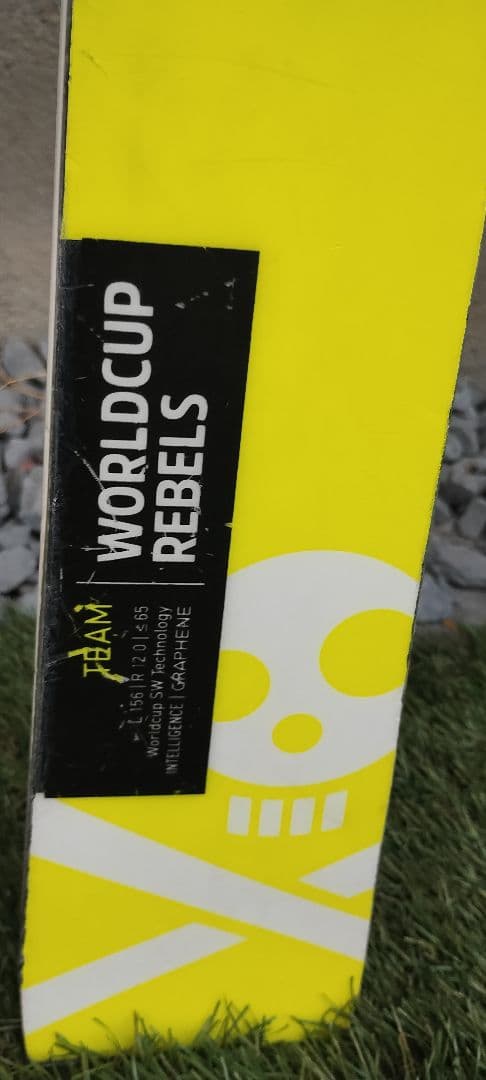 WORLDCUP
REBELS
TEAM
L 156 | R 12.0 | ≤ 65
Worldcup SW Technology
INTELLIGENCE | GRAPHENE